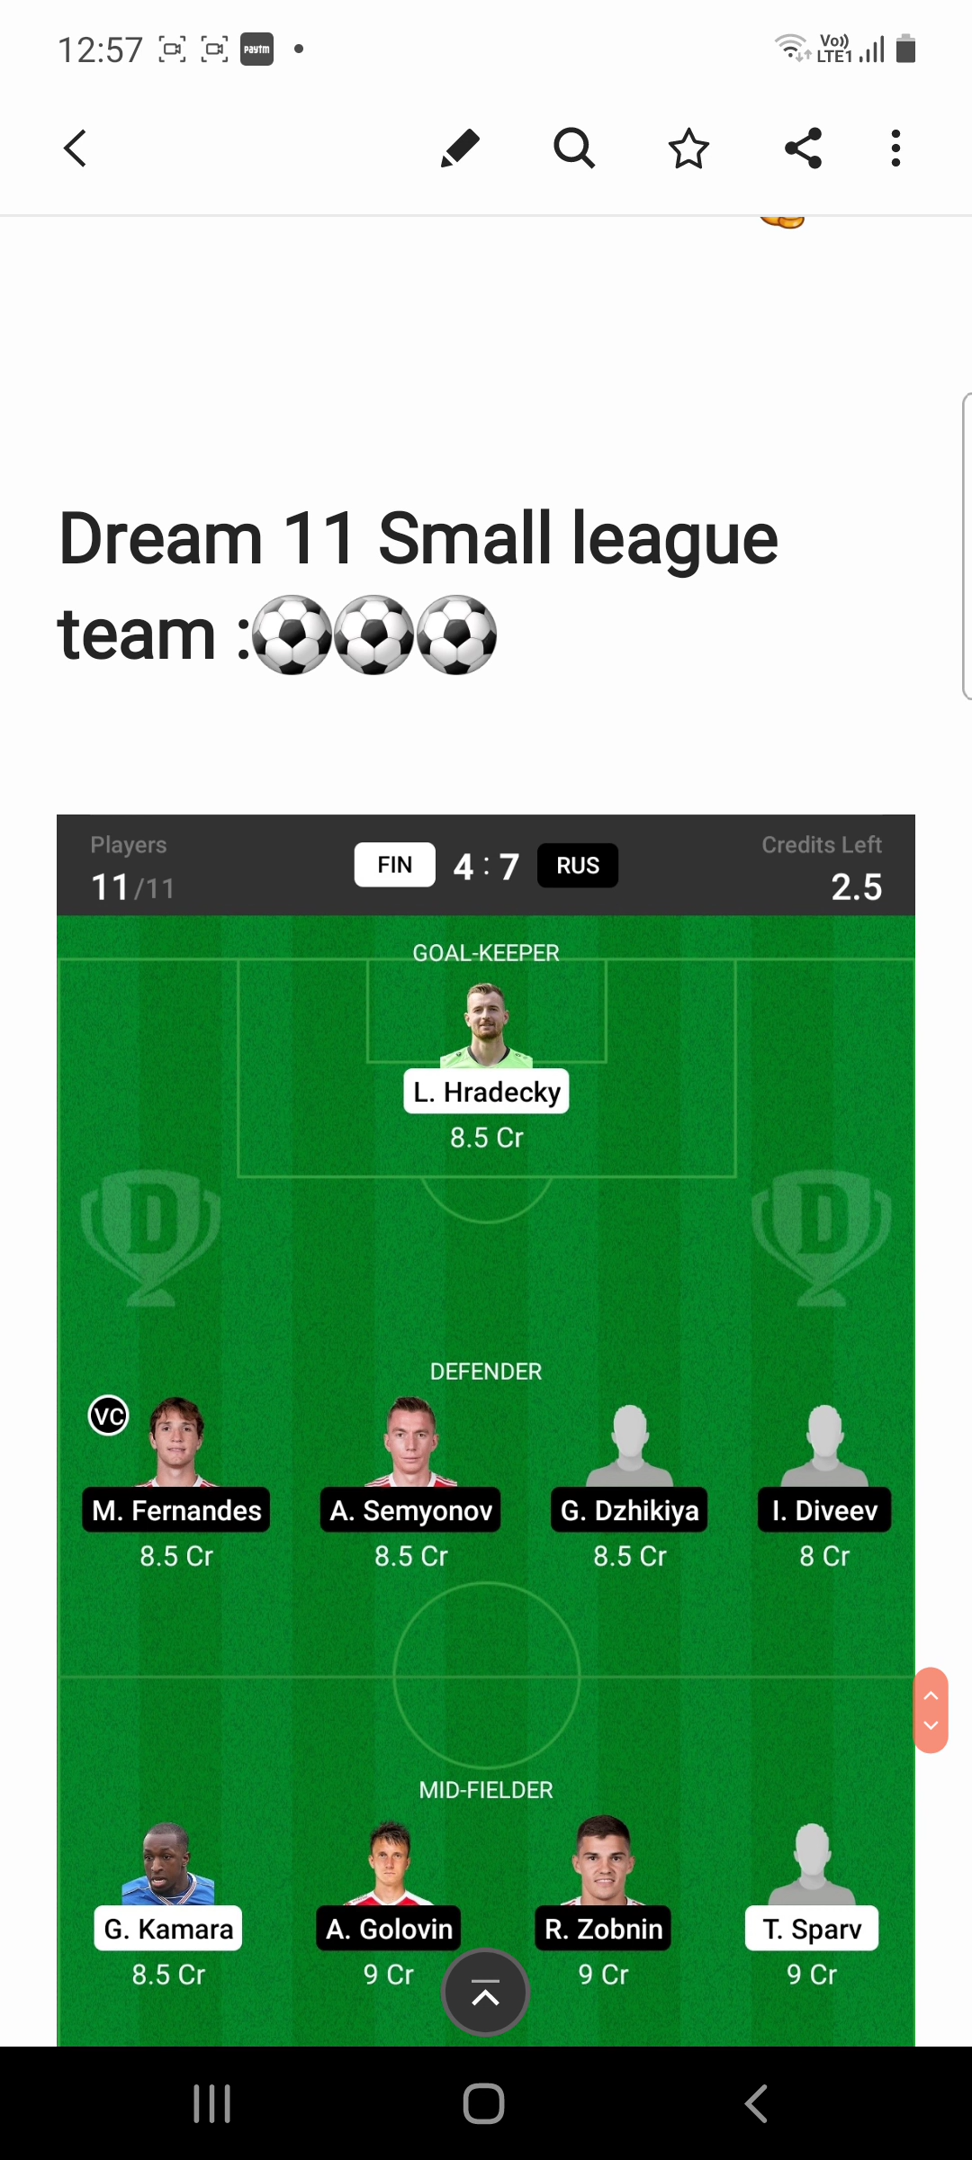 12:57
paytm
Vo))
LTE1
Dream 11 Small league
team :⚽⚽⚽
Players
11/11
FIN 4 : 7 RUS
Credits Left
2.5
GOAL-KEEPER
L. Hradecky
8.5 Cr
D D
DEFENDER
VC
M. Fernandes A. Semyonov G. Dzhikiya I. Diveev
8.5 Cr 8.5 Cr 8.5 Cr 8 Cr
MID-FIELDER
G. Kamara A. Golovin R. Zobnin T. Sparv
8.5 Cr 9 Cr 9 Cr 9 Cr